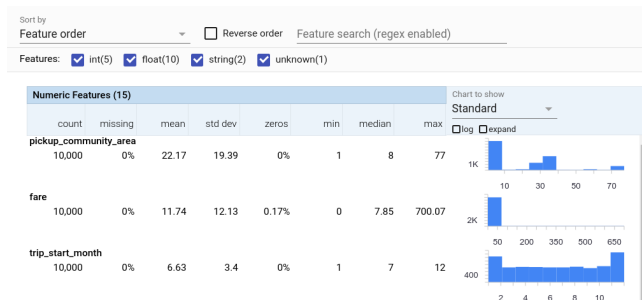 Sort by
Feature order
Reverse order
Feature search (regex enabled)
Features: int(5) float(10) string(2) unknown(1)
Numeric Features (15)
Chart to show
Standard
count missing mean std dev zeros min median max
log expand
pickup_community_area
10,000 0% 22.17 19.39 0% 1 8 77
1K
10 30 50 70
fare
10,000 0% 11.74 12.13 0.17% 0 7.85 700.07
2K
50 200 350 500 650
trip_start_month
10,000 0% 6.63 3.4 0% 1 7 12
400
2 4 6 8 10